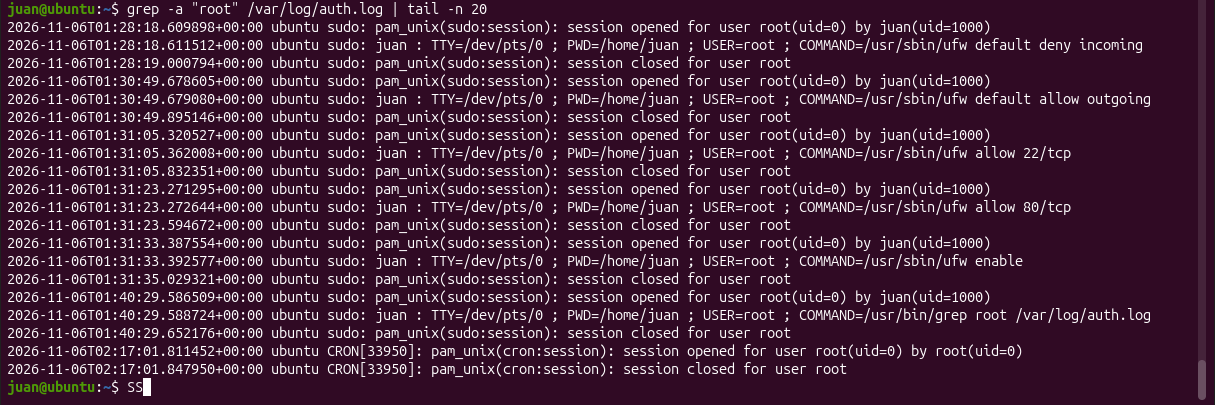 juan@ubuntu:~$ grep -a "root" /var/log/auth.log | tail -n 20
2026-11-06T01:28:18.609898+00:00 ubuntu sudo: pam_unix(sudo:session): session opened for user root(uid=0) by juan(uid=1000)
2026-11-06T01:28:18.611512+00:00 ubuntu sudo: juan : TTY=/dev/pts/0 ; PWD=/home/juan ; USER=root ; COMMAND=/usr/sbin/ufw default deny incoming
2026-11-06T01:28:19.000794+00:00 ubuntu sudo: pam_unix(sudo:session): session closed for user root
2026-11-06T01:30:49.678605+00:00 ubuntu sudo: pam_unix(sudo:session): session opened for user root(uid=0) by juan(uid=1000)
2026-11-06T01:30:49.679080+00:00 ubuntu sudo: juan : TTY=/dev/pts/0 ; PWD=/home/juan ; USER=root ; COMMAND=/usr/sbin/ufw default allow outgoing
2026-11-06T01:30:49.895146+00:00 ubuntu sudo: pam_unix(sudo:session): session closed for user root
2026-11-06T01:31:05.320527+00:00 ubuntu sudo: pam_unix(sudo:session): session opened for user root(uid=0) by juan(uid=1000)
2026-11-06T01:31:05.362008+00:00 ubuntu sudo: juan : TTY=/dev/pts/0 ; PWD=/home/juan ; USER=root ; COMMAND=/usr/sbin/ufw allow 22/tcp
2026-11-06T01:31:05.832351+00:00 ubuntu sudo: pam_unix(sudo:session): session closed for user root
2026-11-06T01:31:23.271295+00:00 ubuntu sudo: pam_unix(sudo:session): session opened for user root(uid=0) by juan(uid=1000)
2026-11-06T01:31:23.272644+00:00 ubuntu sudo: juan : TTY=/dev/pts/0 ; PWD=/home/juan ; USER=root ; COMMAND=/usr/sbin/ufw allow 80/tcp
2026-11-06T01:31:23.594672+00:00 ubuntu sudo: pam_unix(sudo:session): session closed for user root
2026-11-06T01:31:33.387554+00:00 ubuntu sudo: pam_unix(sudo:session): session opened for user root(uid=0) by juan(uid=1000)
2026-11-06T01:31:33.392577+00:00 ubuntu sudo: juan : TTY=/dev/pts/0 ; PWD=/home/juan ; USER=root ; COMMAND=/usr/sbin/ufw enable
2026-11-06T01:31:35.029321+00:00 ubuntu sudo: pam_unix(sudo:session): session closed for user root
2026-11-06T01:40:29.586509+00:00 ubuntu sudo: pam_unix(sudo:session): session opened for user root(uid=0) by juan(uid=1000)
2026-11-06T01:40:29.588724+00:00 ubuntu sudo: juan : TTY=/dev/pts/0 ; PWD=/home/juan ; USER=root ; COMMAND=/usr/bin/grep root /var/log/auth.log
2026-11-06T01:40:29.652176+00:00 ubuntu sudo: pam_unix(sudo:session): session closed for user root
2026-11-06T02:17:01.811452+00:00 ubuntu CRON[33950]: pam_unix(cron:session): session opened for user root(uid=0) by root(uid=0)
2026-11-06T02:17:01.847950+00:00 ubuntu CRON[33950]: pam_unix(cron:session): session closed for user root
juan@ubuntu:~$ SS